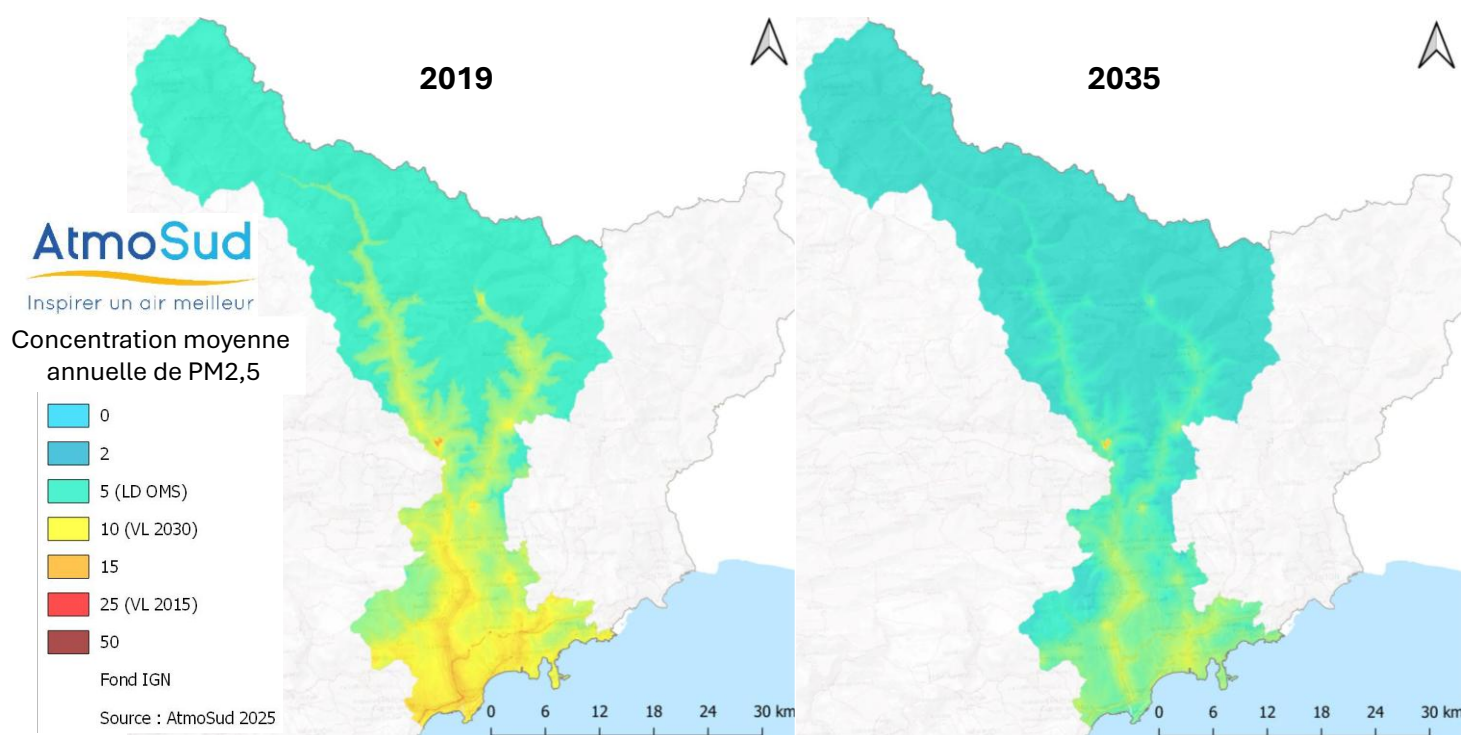 2019
2035
AtmoSud
Inspirer un air meilleur
Concentration moyenne
annuelle de PM2,5
0
2
5 (LD OMS)
10 (VL 2030)
15
25 (VL 2015)
50
Fond IGN
Source : AtmoSud 2025
0 6 12 18 24 30 km
0 6 12 18 24 30 km